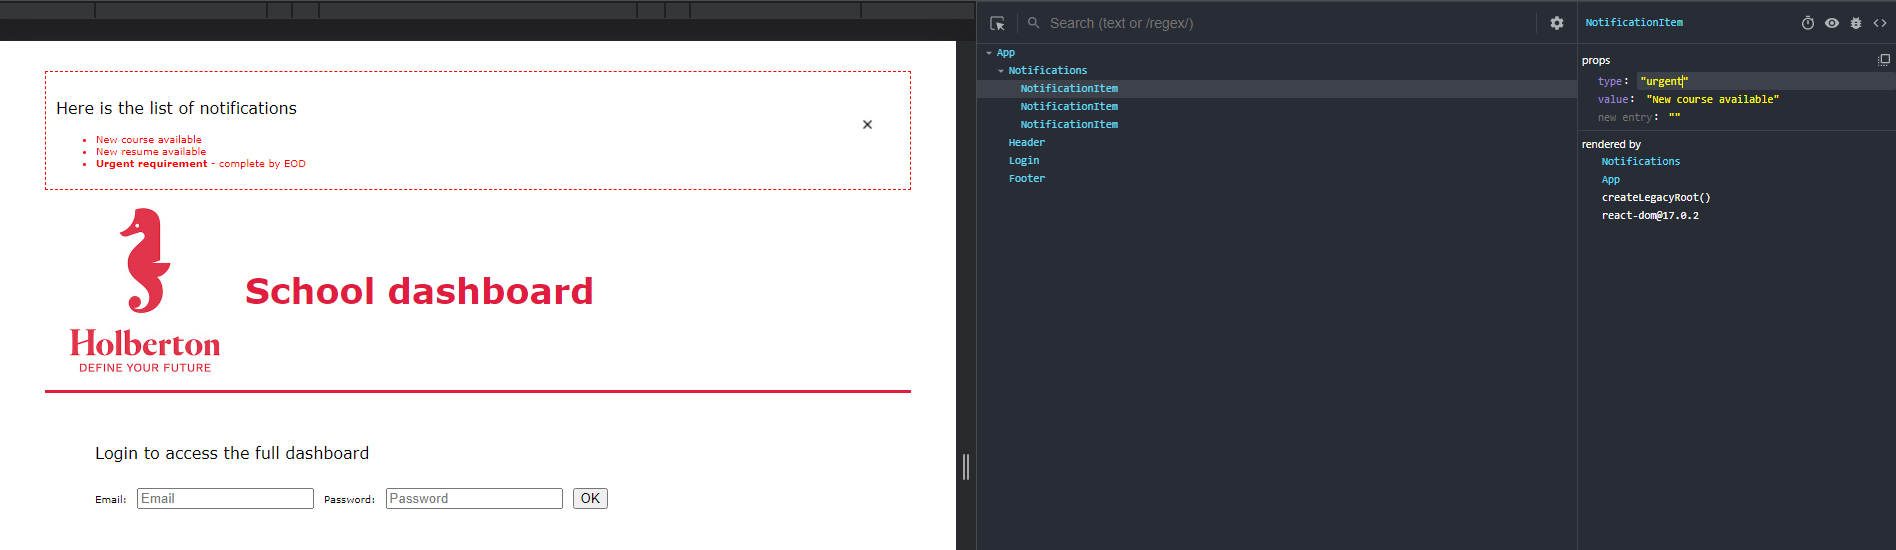 Here is the list of notifications
New course available
New resume available
Urgent requirement - complete by EOD
School dashboard
Holberton
DEFINE YOUR FUTURE
Login to access the full dashboard
Email: Email Password: Password OK
Search (text or /regex/)
App
Notifications
NotificationItem
NotificationItem
NotificationItem
Header
Login
Footer
NotificationItem
props
type: "urgent"
value: "New course available"
new entry: ""
rendered by
Notifications
App
createLegacyRoot()
react-dom@17.0.2